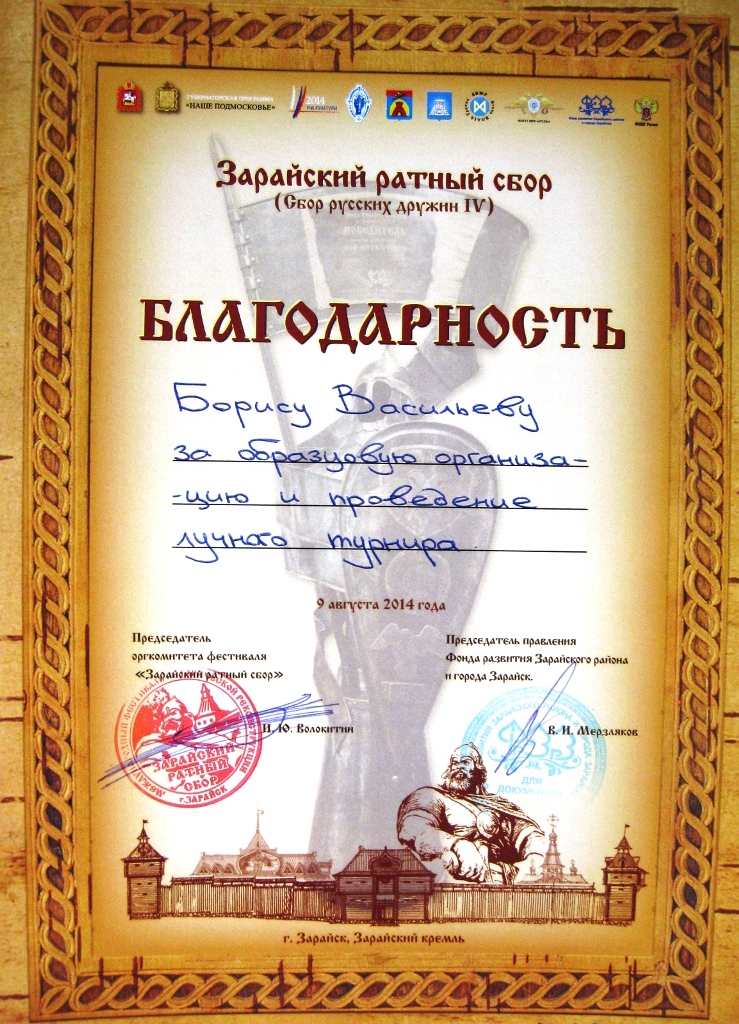 ГУБЕРНАТОРСКАЯ ПРОГРАММА
«НАШЕ ПОДМОСКОВЬЕ»
2014
Зарайский ратный сбор
(Сбор русских дружин IV)
ПОБЕДИТЕЛЬ
БЛАГОДАРНОСТЬ
Борису Васильеву
за образцовую организа-
-цию и проведение
лучного турнира.
9 августа 2014 года
Председатель
оргкомитета фестиваля
«Зарайский ратный сбор»
И. Ю. Волокитин
Председатель правления
Фонда развития Зарайского района
и города Зарайск.
В. И. Мерзляков
ЗАРАЙСКИЙ
РАТНЫЙ
СБОР
г.ЗАРАЙСК
ДЛЯ
ДОКУМЕНТОВ
г. Зарайск, Зарайский кремль